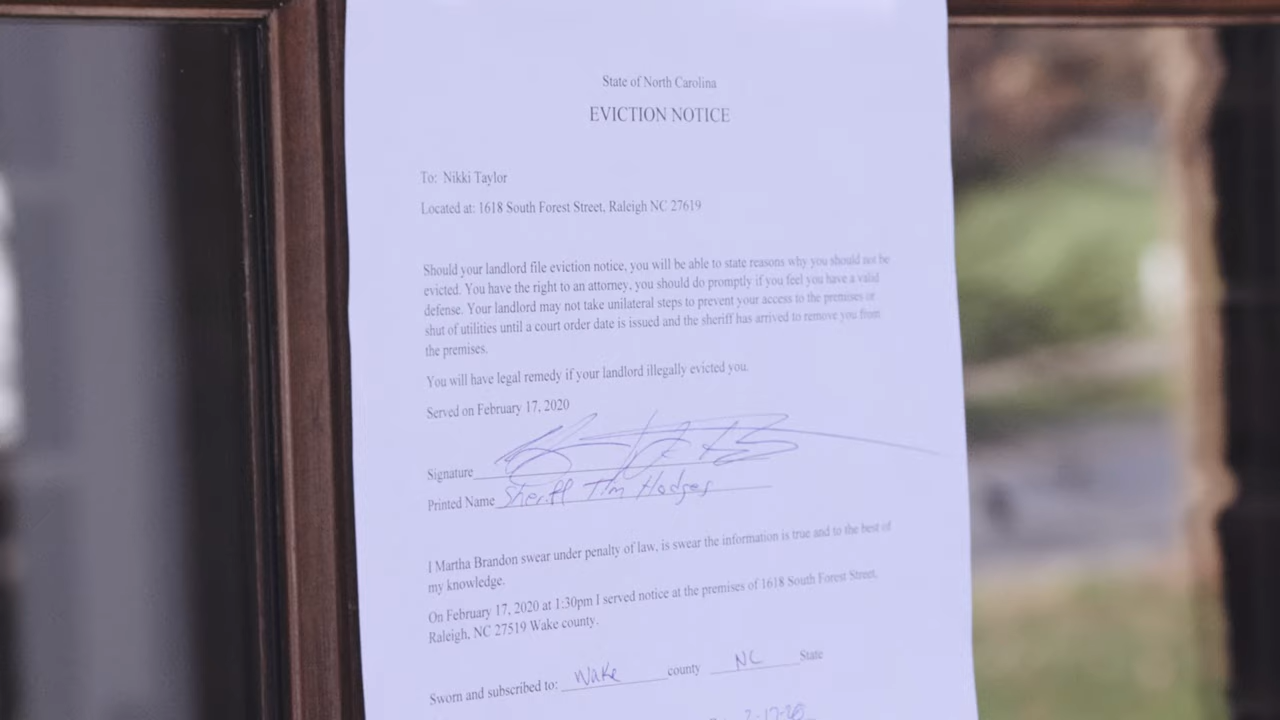 State of North Carolina
EVICTION NOTICE
To: Nikki Taylor
Located at: 1618 South Forest Street, Raleigh NC 27619
Should your landlord file eviction notice, you will be able to state reasons why you should not be
evicted. You have the right to an attorney, you should do promptly if you feel you have a valid
defense. Your landlord may not take unilateral steps to prevent your access to the premises or
shut of utilities until a court order date is issued and the sheriff has arrived to remove you from
the premises.
You will have legal remedy if your landlord illegally evicted you.
Served on February 17, 2020
Signature
Printed Name Sheriff Tim Hodges
I Martha Brandon swear under penalty of law, is swear the information is true and to the best of
my knowledge.
On February 17, 2020 at 1:30pm I served notice at the premises of 1618 South Forest Street,
Raleigh, NC 27519 Wake county.
Sworn and subscribed to: Wake county NC State